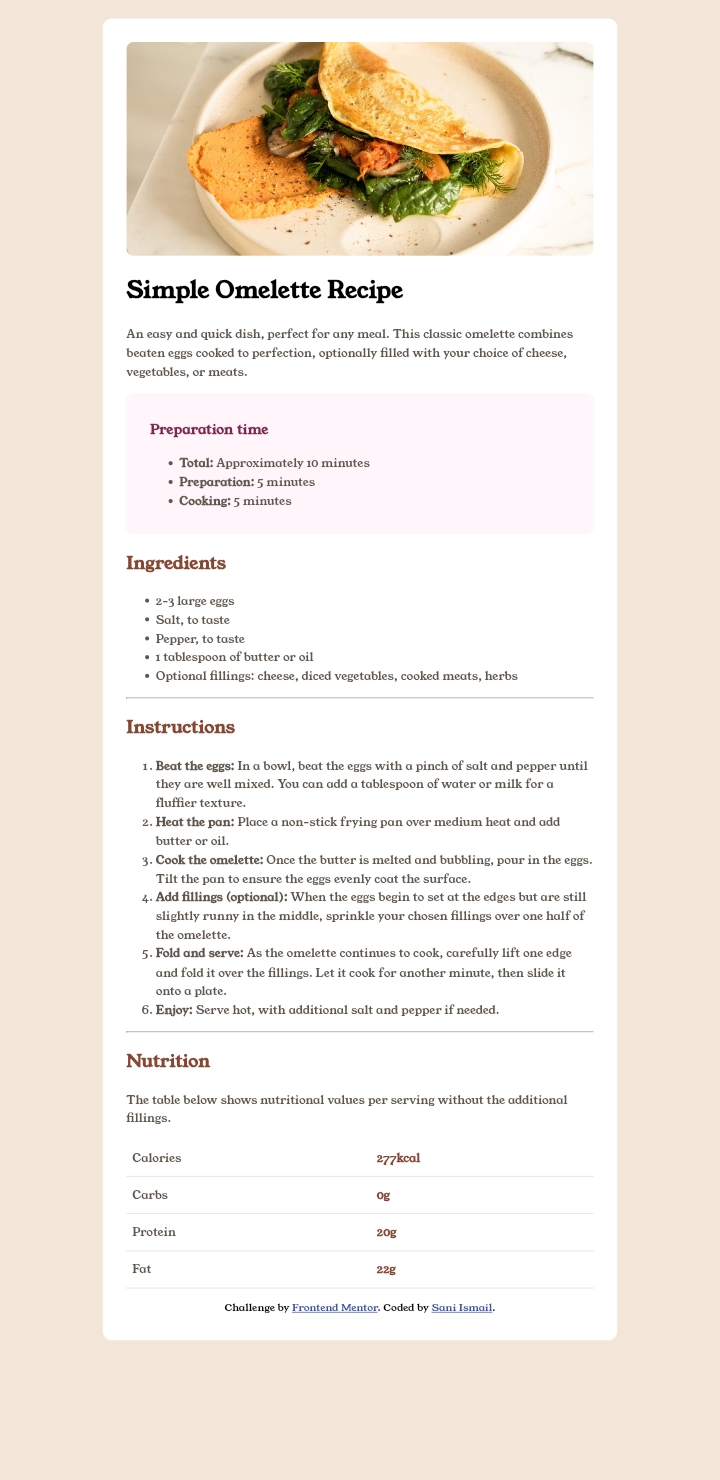 Simple Omelette Recipe
An easy and quick dish, perfect for any meal. This classic omelette combines
beaten eggs cooked to perfection, optionally filled with your choice of cheese,
vegetables, or meats.
Preparation time
• Total: Approximately 10 minutes
• Preparation: 5 minutes
• Cooking: 5 minutes
Ingredients
• 2-3 large eggs
• Salt, to taste
• Pepper, to taste
• 1 tablespoon of butter or oil
• Optional fillings: cheese, diced vegetables, cooked meats, herbs
Instructions
1. Beat the eggs: In a bowl, beat the eggs with a pinch of salt and pepper until
they are well mixed. You can add a tablespoon of water or milk for a
fluffier texture.
2. Heat the pan: Place a non-stick frying pan over medium heat and add
butter or oil.
3. Cook the omelette: Once the butter is melted and bubbling, pour in the eggs.
Tilt the pan to ensure the eggs evenly coat the surface.
4. Add fillings (optional): When the eggs begin to set at the edges but are still
slightly runny in the middle, sprinkle your chosen fillings over one half of
the omelette.
5. Fold and serve: As the omelette continues to cook, carefully lift one edge
and fold it over the fillings. Let it cook for another minute, then slide it
onto a plate.
6. Enjoy: Serve hot, with additional salt and pepper if needed.
Nutrition
The table below shows nutritional values per serving without the additional
fillings.
Calories 277kcal
Carbs 0g
Protein 20g
Fat 22g
Challenge by Frontend Mentor. Coded by Sani Ismail.